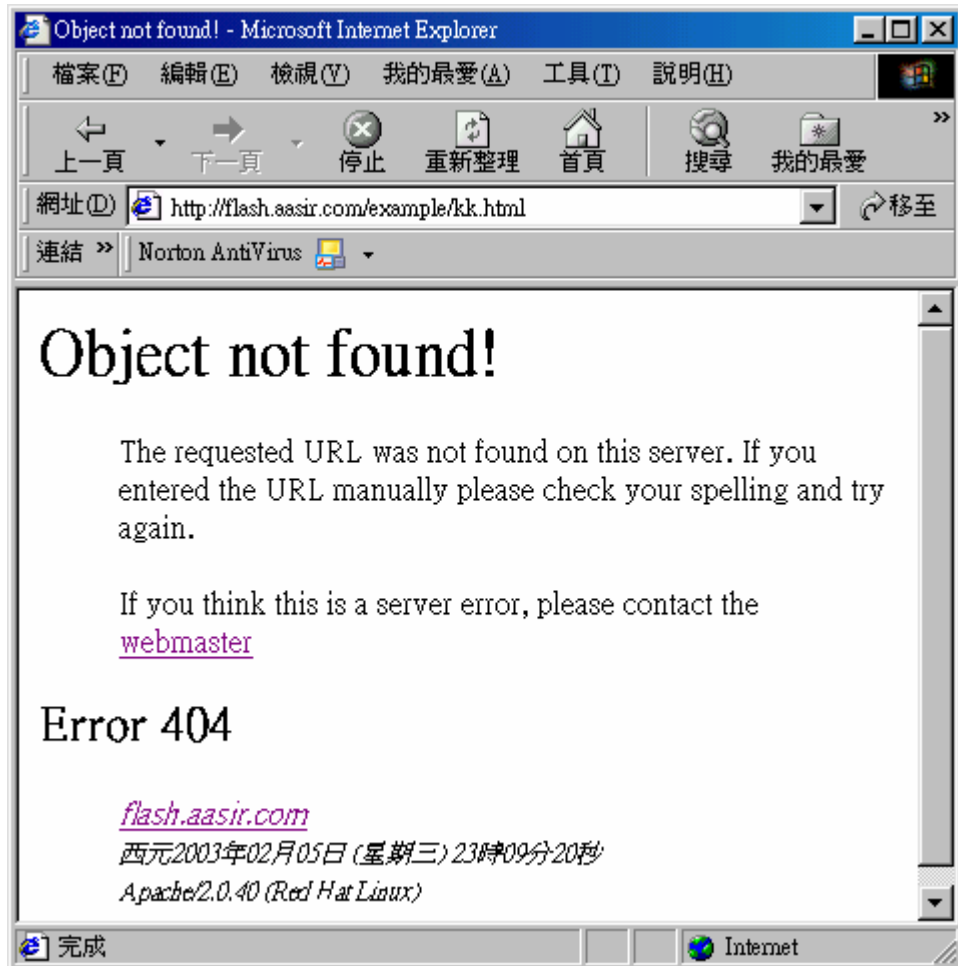 Object not found! - Microsoft Internet Explorer
檔案(F) 編輯(E) 檢視(V) 我的最愛(A) 工具(T) 說明(H)
上一頁 下一頁 停止 重新整理 首頁 搜尋 我的最愛 »
網址(D) http://flash.aasir.com/example/kk.html 移至
連結 » Norton AntiVirus
Object not found!
The requested URL was not found on this server. If you
entered the URL manually please check your spelling and try
again.
If you think this is a server error, please contact the
webmaster
Error 404
flash.aasir.com
西元2003年02月05日 (星期三) 23時09分20秒
Apache/2.0.40 (Red Hat Linux)
完成 Internet